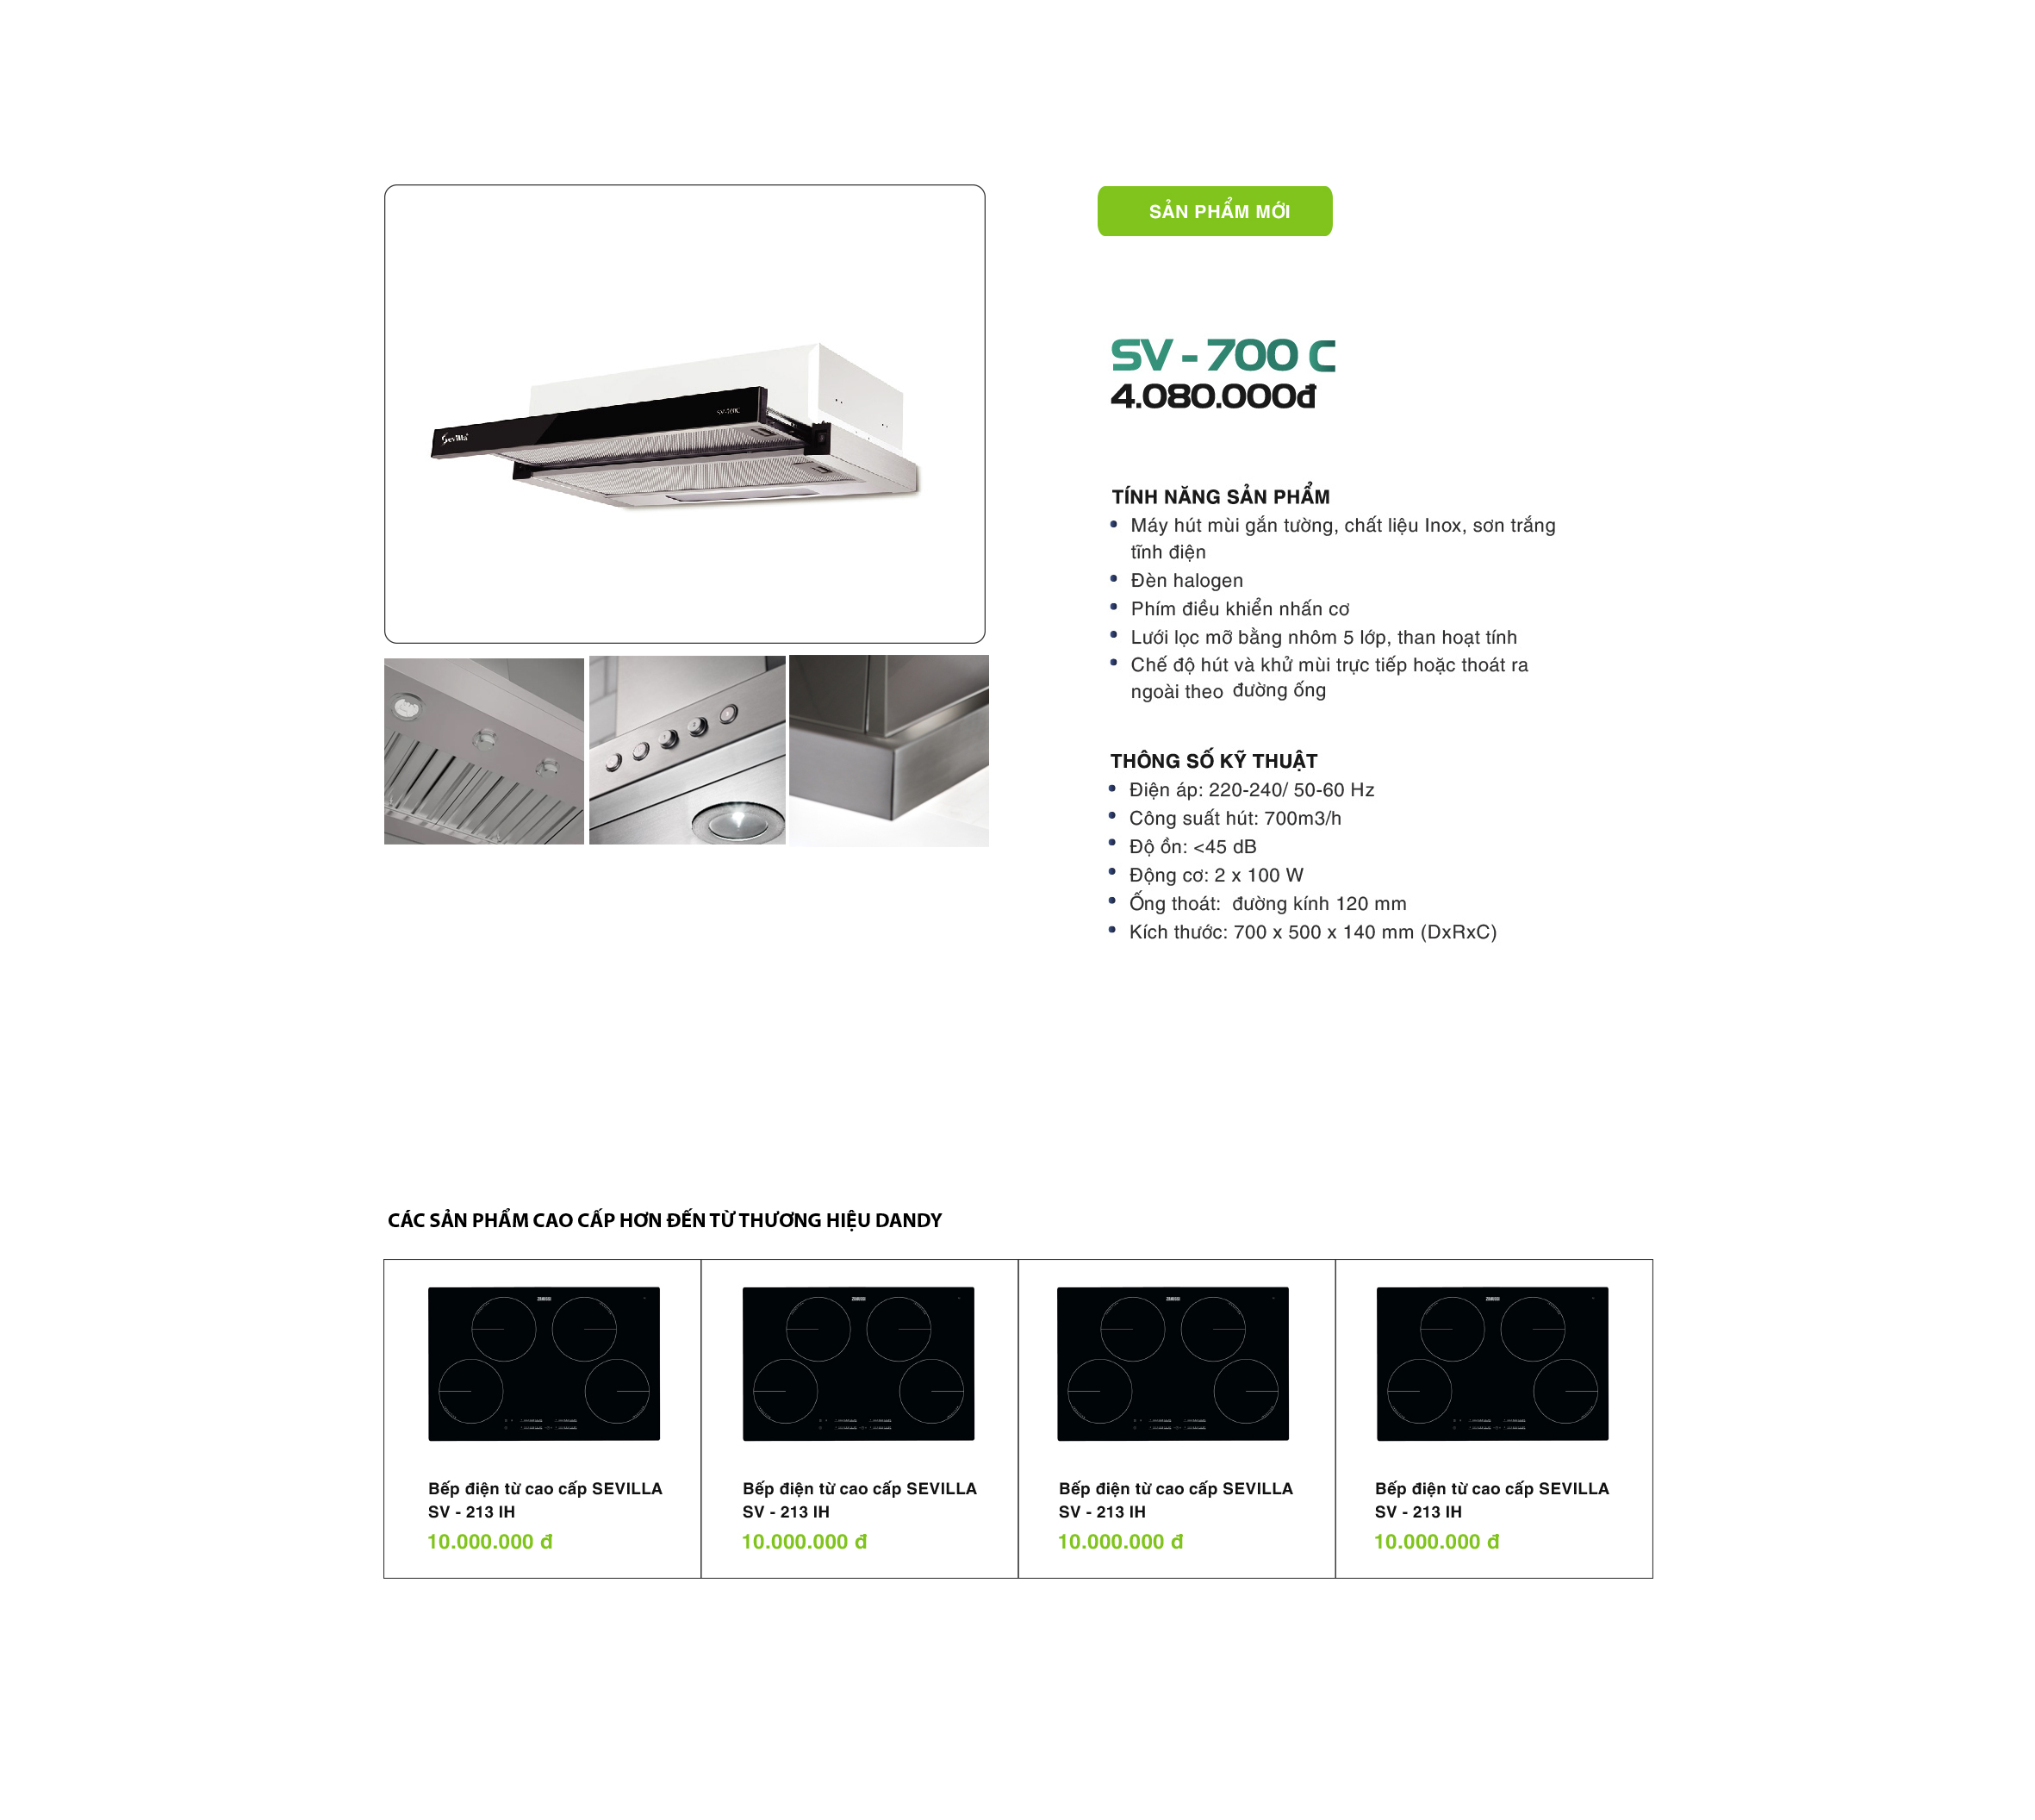 SẢN PHẨM MỚI
SV - 700 C
4.080.000đ
Sevilla
SV-700C
TÍNH NĂNG SẢN PHẨM
Máy hút mùi gắn tường, chất liệu Inox, sơn trắng
tĩnh điện
Đèn halogen
Phím điều khiển nhấn cơ
Lưới lọc mỡ bằng nhôm 5 lớp, than hoạt tính
Chế độ hút và khử mùi trực tiếp hoặc thoát ra
ngoài theo đường ống
THÔNG SỐ KỸ THUẬT
Điện áp: 220-240/ 50-60 Hz
Công suất hút: 700m3/h
Độ ồn: <45 dB
Động cơ: 2 x 100 W
Ống thoát: đường kính 120 mm
Kích thước: 700 x 500 x 140 mm (DxRxC)
CÁC SẢN PHẨM CAO CẤP HƠN ĐẾN TỪ THƯƠNG HIỆU DANDY
Bếp điện từ cao cấp SEVILLA
SV - 213 IH
10.000.000 đ
Bếp điện từ cao cấp SEVILLA
SV - 213 IH
10.000.000 đ
Bếp điện từ cao cấp SEVILLA
SV - 213 IH
10.000.000 đ
Bếp điện từ cao cấp SEVILLA
SV - 213 IH
10.000.000 đ